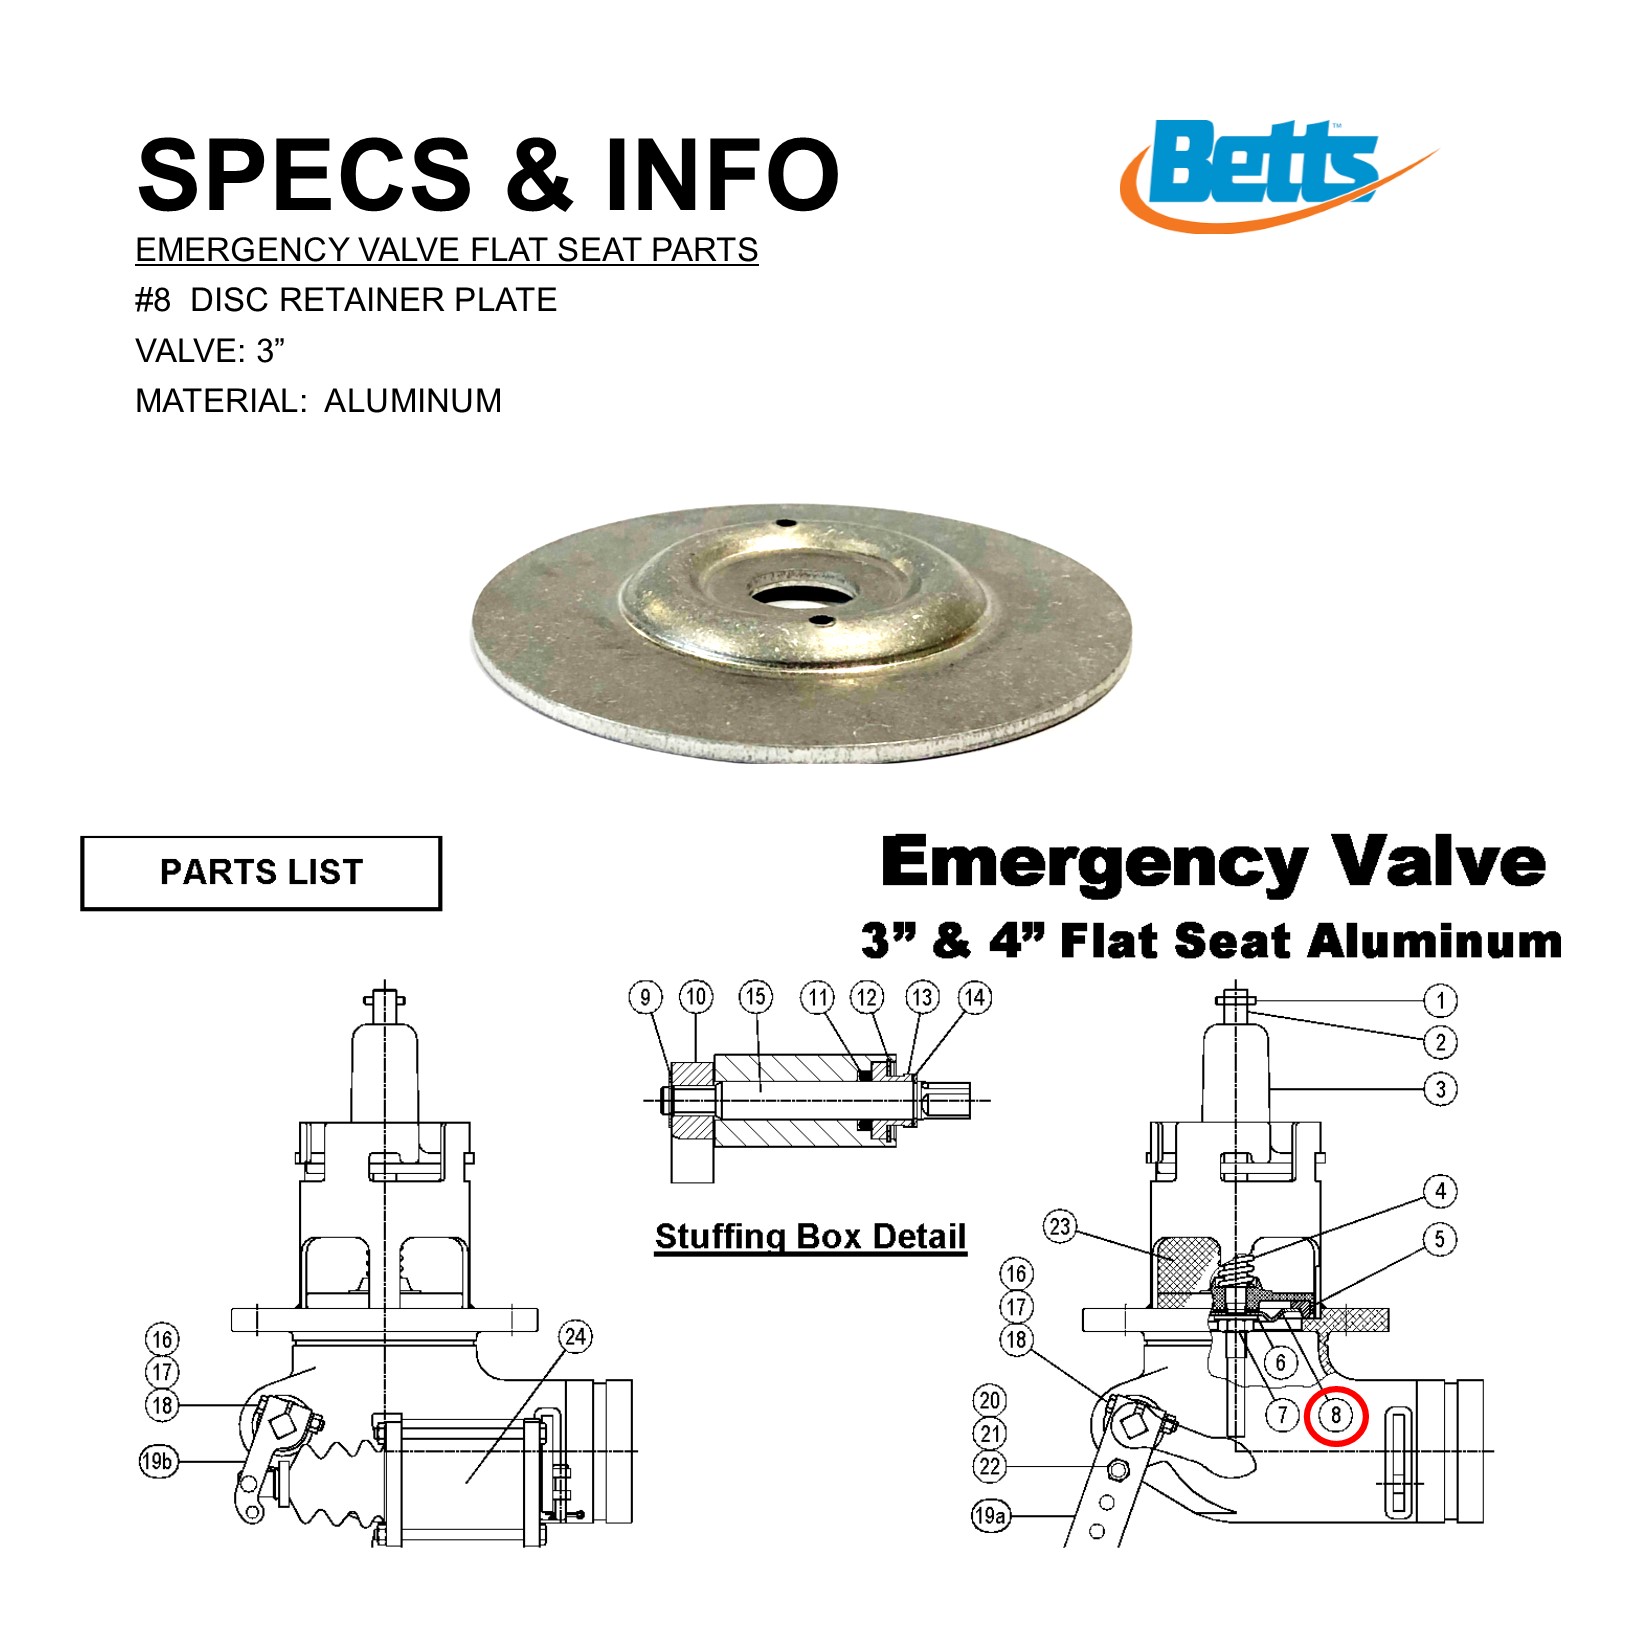 SPECS & INFO
Betts™
EMERGENCY VALVE FLAT SEAT PARTS
#8 DISC RETAINER PLATE
VALVE: 3”
MATERIAL: ALUMINUM
PARTS LIST
Emergency Valve
3” & 4” Flat Seat Aluminum
9 10 15 11 12 13 14
Stuffing Box Detail
16
17
18
19b
24
1
2
3
4
5
23
16
17
18
6
7
8
20
21
22
19a